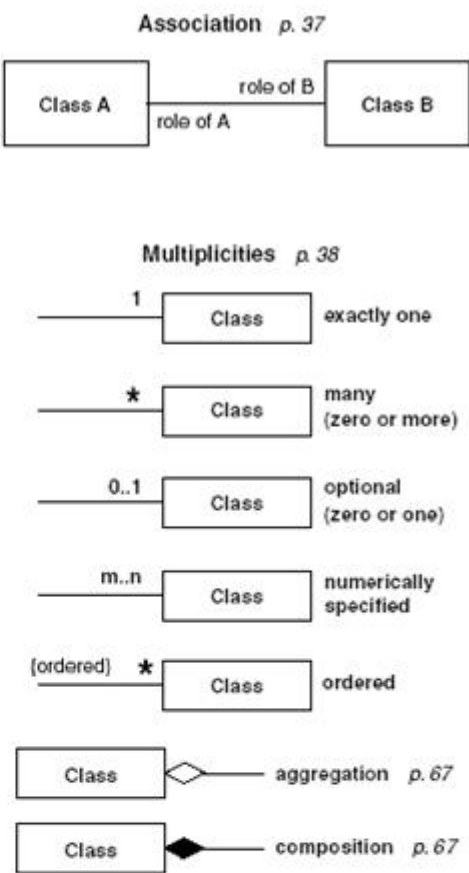 Association p. 37
Class A
role of B
Class B
role of A
Multiplicities p. 38
1
Class
exactly one
*
Class
many
(zero or more)
0..1
Class
optional
(zero or one)
m..n
Class
numerically
specified
{ordered} *
Class
ordered
Class
aggregation p. 67
Class
composition p. 67